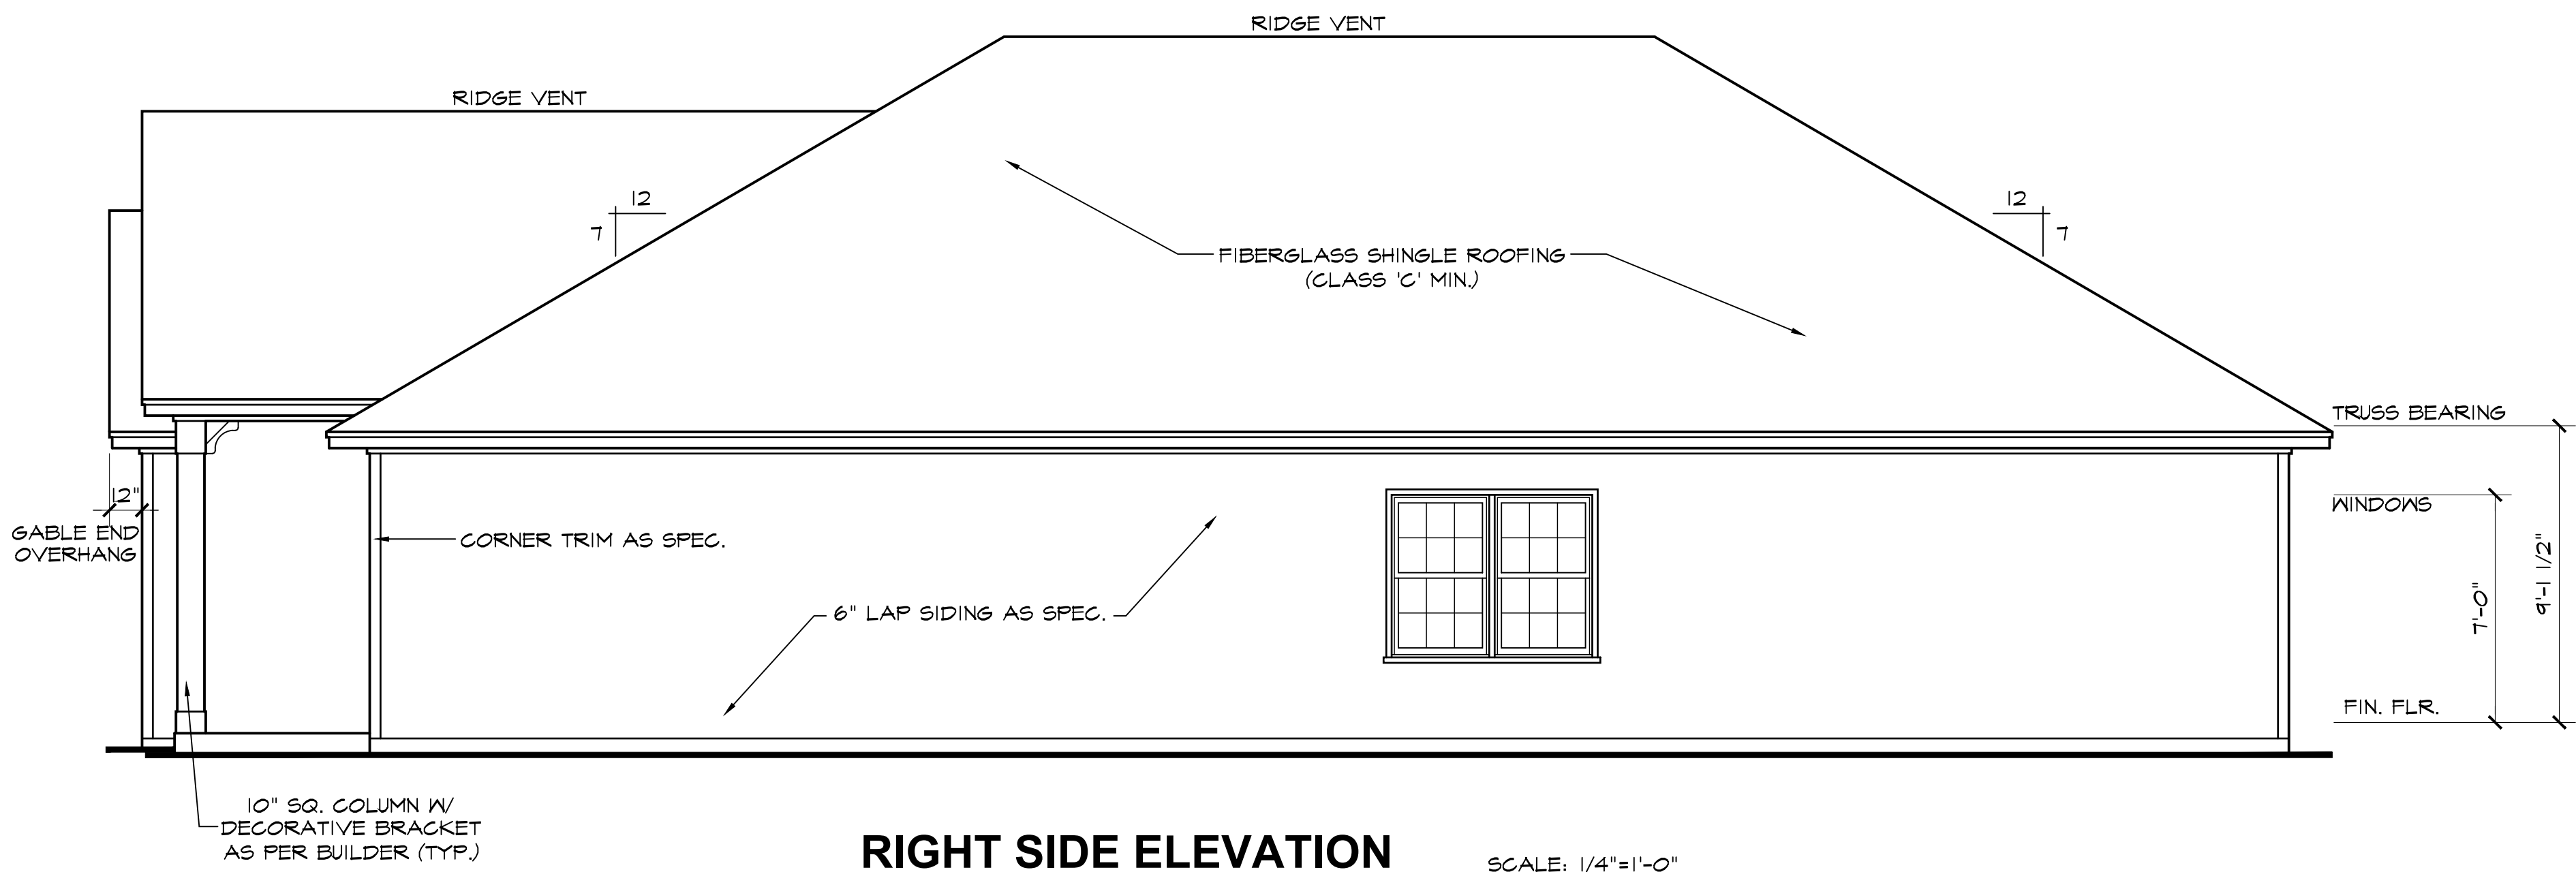 RIDGE VENT
RIDGE VENT
12
7
12
7
FIBERGLASS SHINGLE ROOFING
(CLASS 'C' MIN.)
TRUSS BEARING
12"
GABLE END
OVERHANG
WINDOWS
CORNER TRIM AS SPEC.
6" LAP SIDING AS SPEC.
7'-0"
9'-1 1/2"
FIN. FLR.
10" SQ. COLUMN W/
DECORATIVE BRACKET
AS PER BUILDER (TYP.)
RIGHT SIDE ELEVATION
SCALE: 1/4"=1'-0"